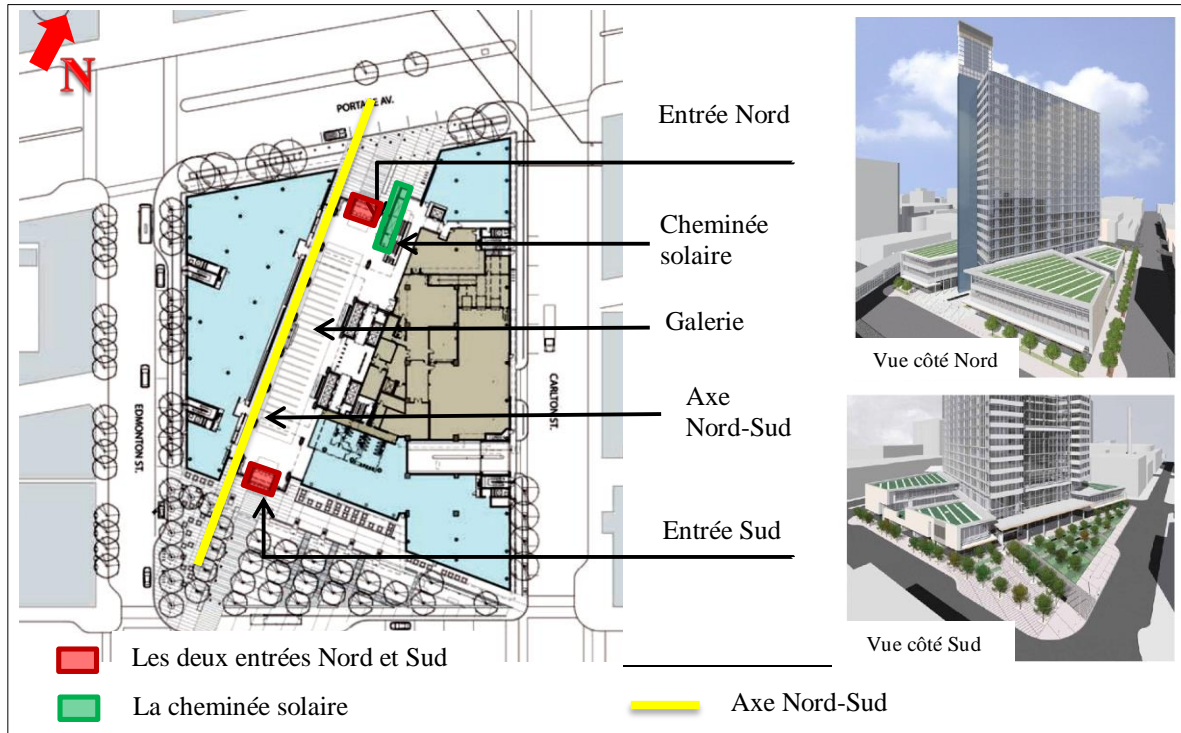 N
PORTAGE AV.
EDMONTON ST.
CARLTON ST.
Entrée Nord
Cheminée
solaire
Galerie
Axe
Nord-Sud
Entrée Sud
Vue côté Nord
Vue côté Sud
Les deux entrées Nord et Sud
La cheminée solaire
Axe Nord-Sud